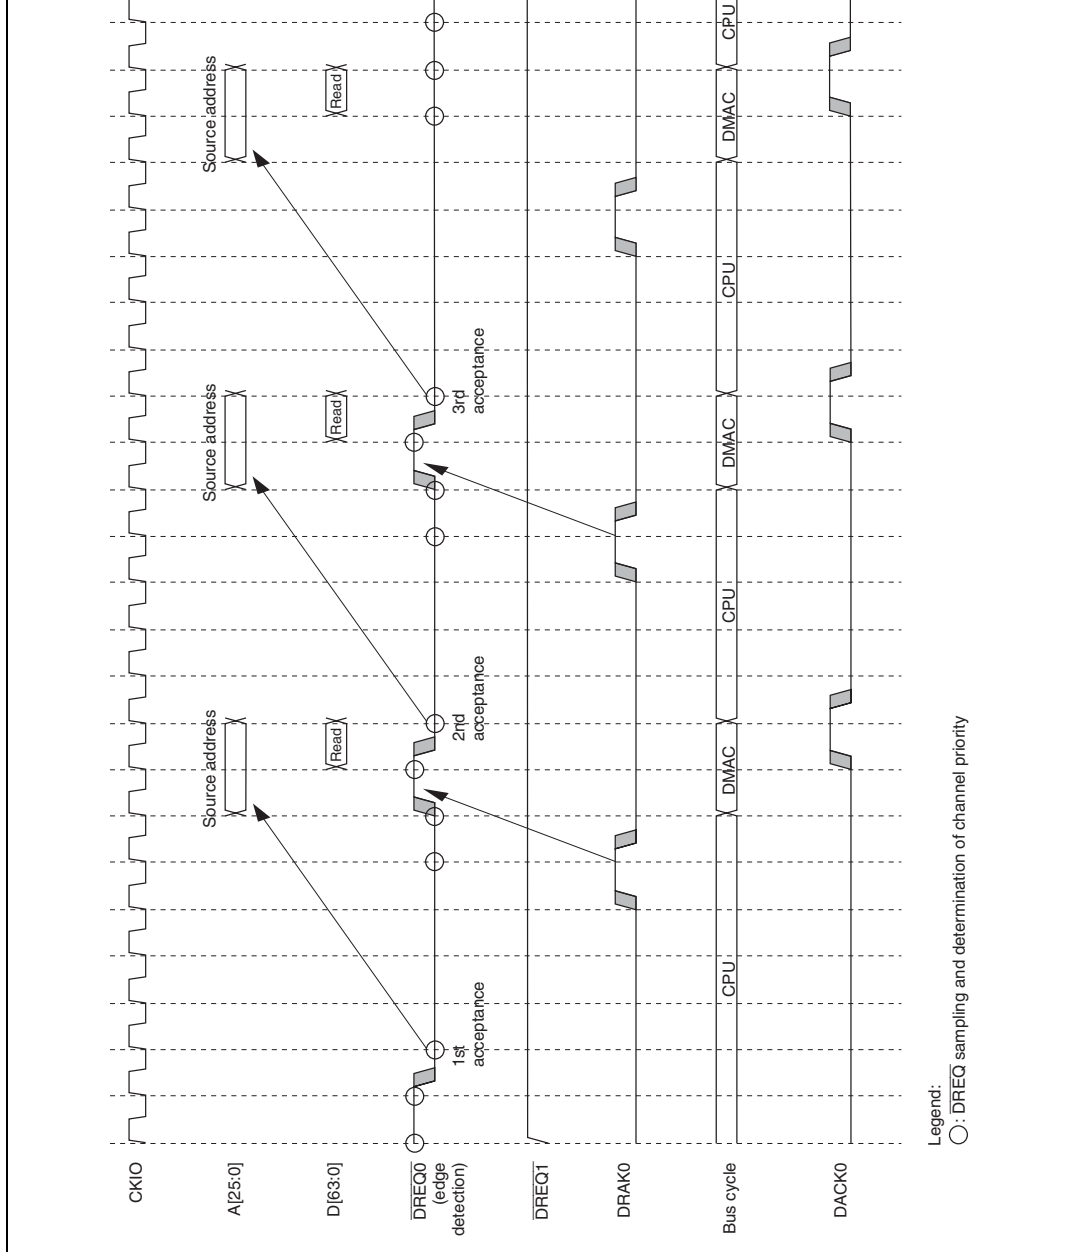 CKIO
A[25:0]
Source address
Source address
Source address
D[63:0]
Read
Read
Read
DREQ0
(edge
detection)
1st
acceptance
2nd
acceptance
3rd
acceptance
DREQ1
DRAK0
Bus cycle
CPU
DMAC
CPU
DMAC
CPU
DMAC
CPU
DACK0
Legend:
○: DREQ sampling and determination of channel priority